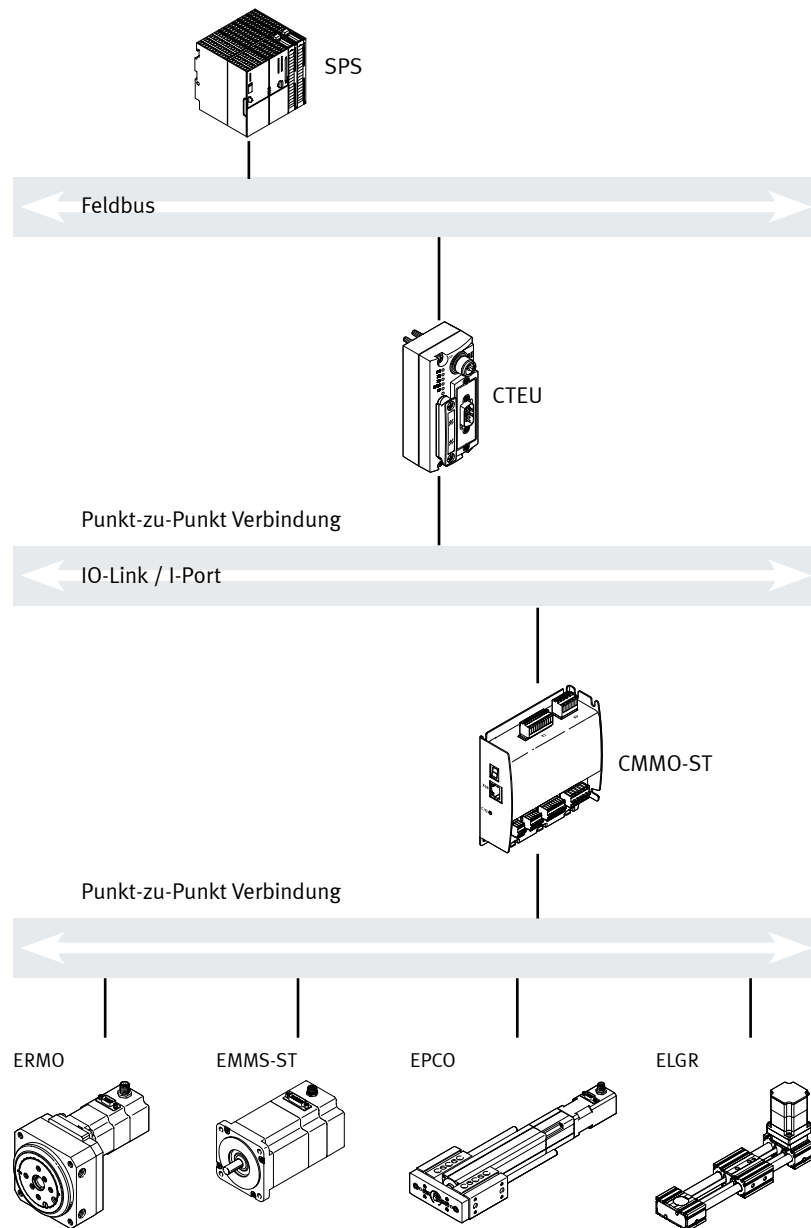 SPS
Feldbus
CTEU
Punkt-zu-Punkt Verbindung
IO-Link / I-Port
CMMO-ST
Punkt-zu-Punkt Verbindung
ERMO
EMMS-ST
EPCO
ELGR